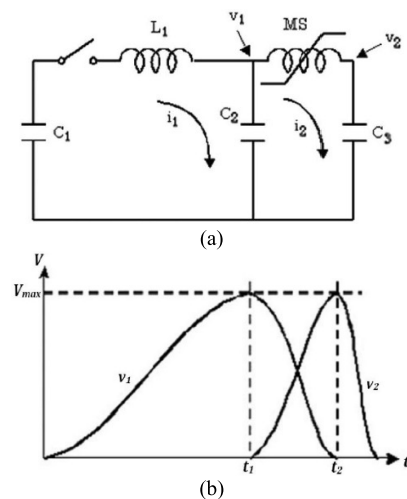 L₁
v₁
MS
v₂
C₁
i₁
C₂
i₂
C₃
(a)
V
Vmax
v₁
v₂
t₁
t₂
t
(b)